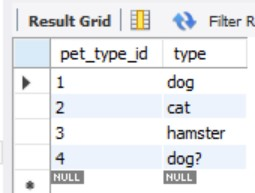 Result Grid Filter R
pet_type_id type
1 dog
2 cat
3 hamster
4 dog?
NULL NULL